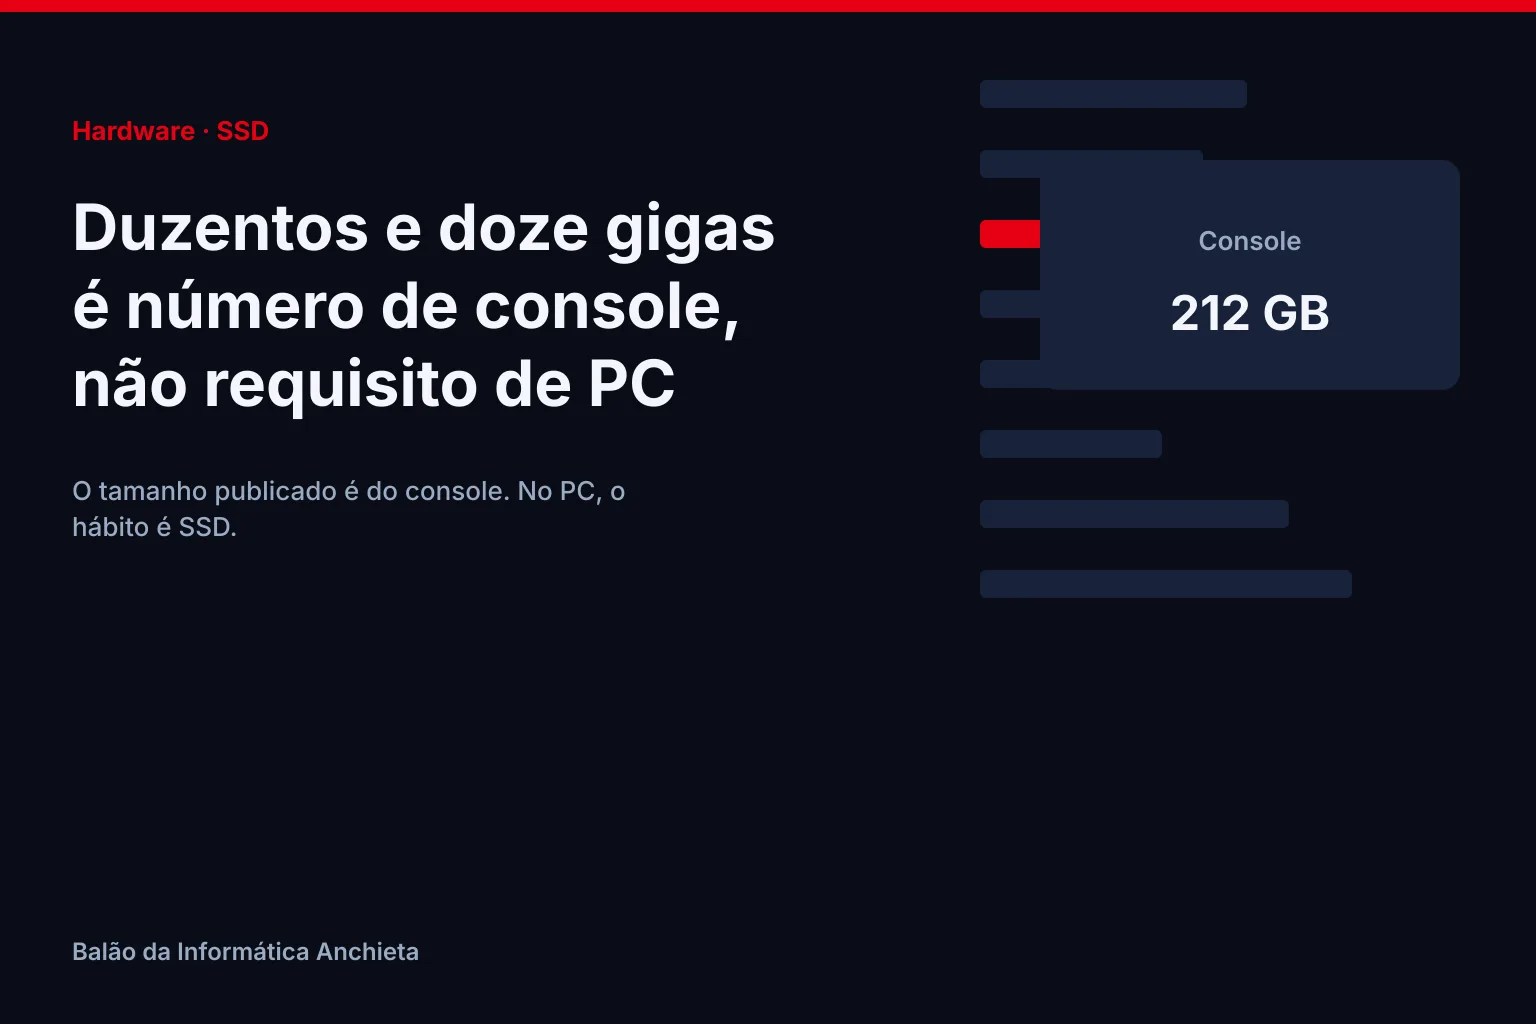 Hardware · SSD
Duzentos e doze gigas
é número de console,
não requisito de PC
O tamanho publicado é do console. No PC, o
hábito é SSD.
Console
212 GB
Balão da Informática Anchieta